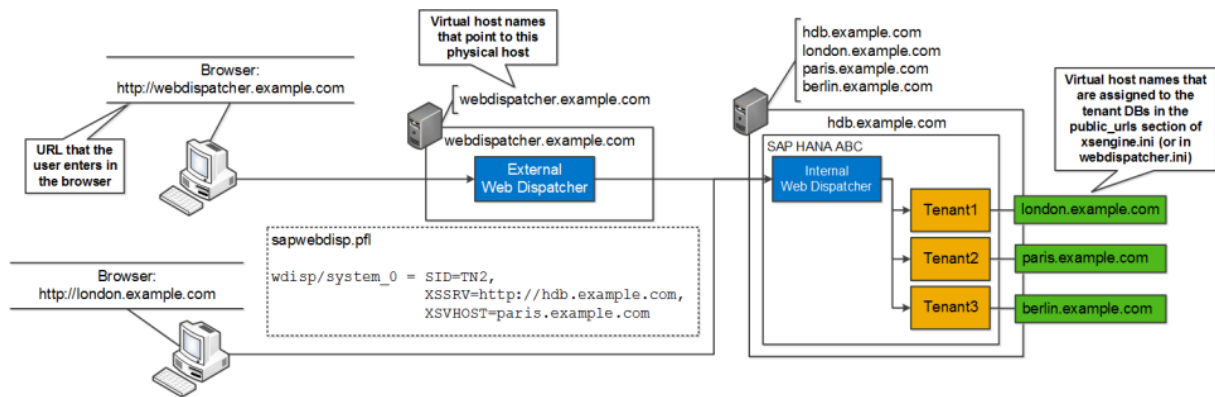 Virtual host names
that point to this
physical host
Browser:
http://webdispatcher.example.com
URL that the
user enters in
the browser
webdispatcher.example.com
webdispatcher.example.com
External
Web Dispatcher
hdb.example.com
london.example.com
paris.example.com
berlin.example.com
hdb.example.com
SAP HANA ABC
Internal
Web Dispatcher
Tenant1
Tenant2
Tenant3
Virtual host names that
are assigned to the
tenant DBs in the
public_urls section of
xsengine.ini (or in
webdispatcher.ini)
london.example.com
paris.example.com
berlin.example.com
sapwebdisp.pfl
wdisp/system_0 = SID=TN2,
XSSRV=http://hdb.example.com,
XSVHOST=paris.example.com
Browser:
http://london.example.com